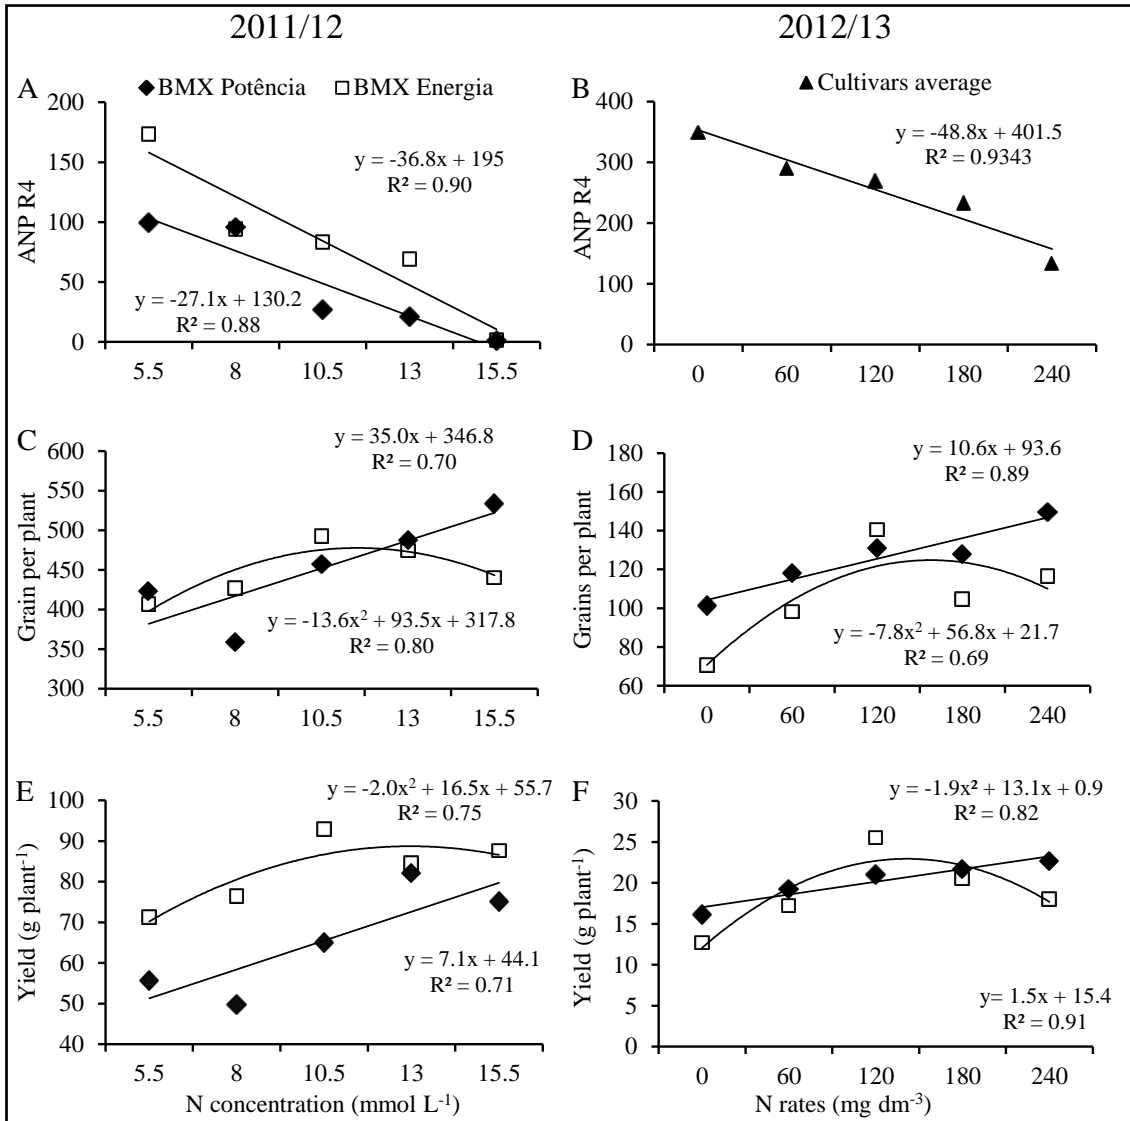 2011/12
2012/13
A
BMX Potência
BMX Energia
200
150
100
50
0
ANP R4
y = -36.8x + 195
R² = 0.90
y = -27.1x + 130.2
R² = 0.88
5.5 8 10.5 13 15.5
B
Cultivars average
400
300
200
100
0
ANP R4
y = -48.8x + 401.5
R² = 0.9343
0 60 120 180 240
C
600
550
500
450
400
350
300
Grain per plant
y = 35.0x + 346.8
R² = 0.70
y = -13.6x² + 93.5x + 317.8
R² = 0.80
5.5 8 10.5 13 15.5
D
180
160
140
120
100
80
60
Grains per plant
y = 10.6x + 93.6
R² = 0.89
y = -7.8x² + 56.8x + 21.7
R² = 0.69
0 60 120 180 240
E
100
90
80
70
60
50
40
Yield (g plant⁻¹)
y = -2.0x² + 16.5x + 55.7
R² = 0.75
y = 7.1x + 44.1
R² = 0.71
5.5 8 10.5 13 15.5
N concentration (mmol L⁻¹)
F
30
25
20
15
10
5
0
Yield (g plant⁻¹)
y = -1.9x² + 13.1x + 0.9
R² = 0.82
y= 1.5x + 15.4
R² = 0.91
0 60 120 180 240
N rates (mg dm⁻³)